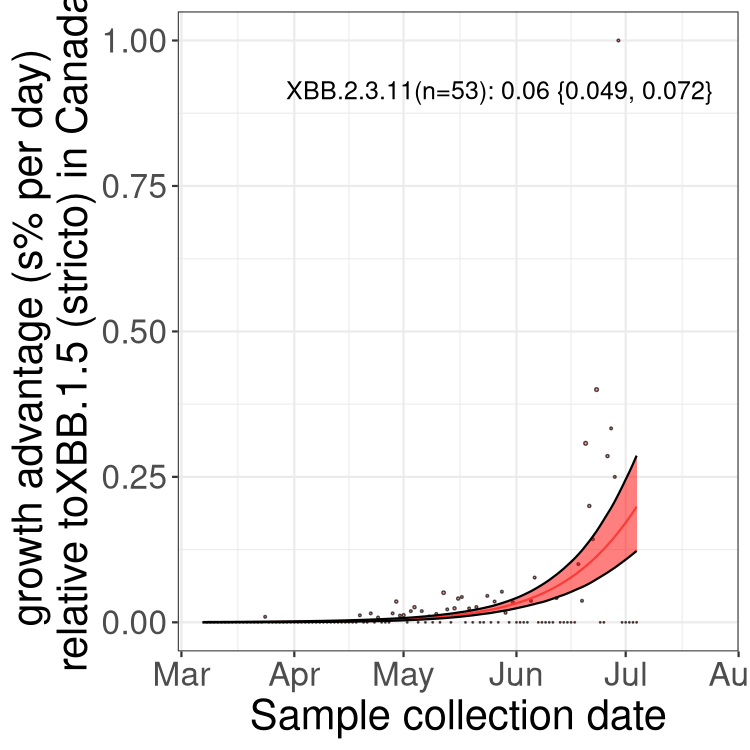 growth advantage (s% per day)
relative toXBB.1.5 (stricto) in Canada
1.00
0.75
0.50
0.25
0.00
XBB.2.3.11(n=53): 0.06 {0.049, 0.072}
Mar Apr May Jun Jul Au
Sample collection date